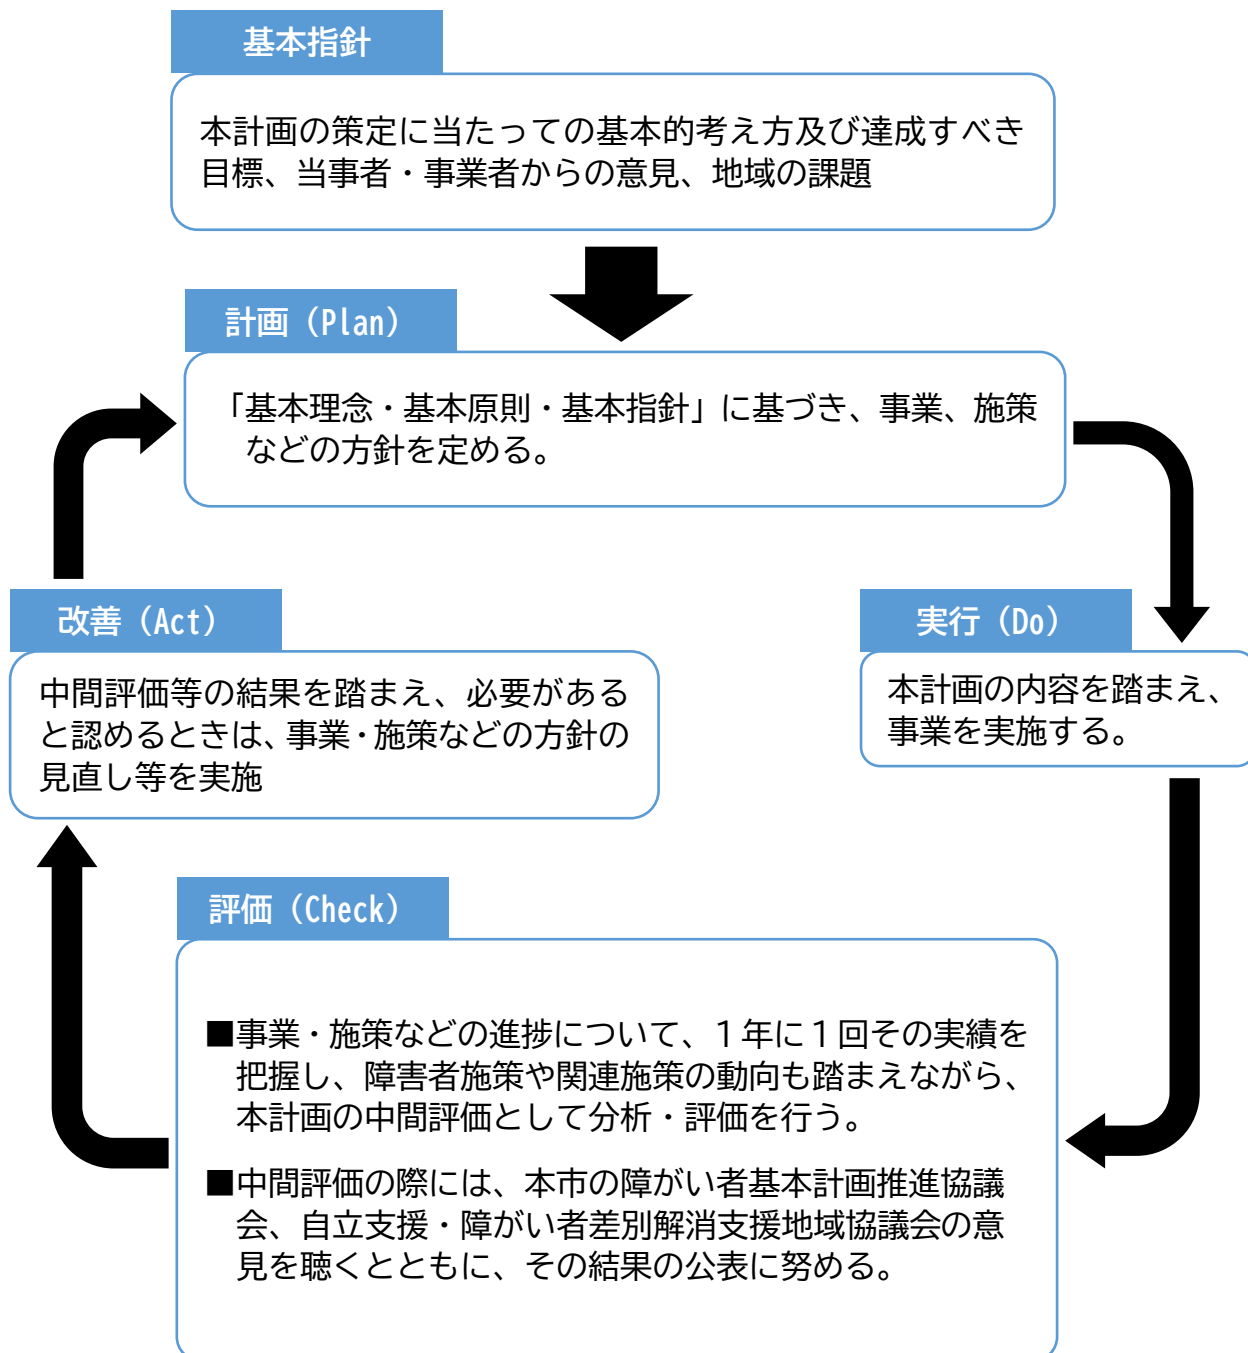 基本指針
本計画の策定に当たっての基本的考え方及び達成すべき
目標、当事者・事業者からの意見、地域の課題
計画（Plan）
「基本理念・基本原則・基本指針」に基づき、事業、施策
などの方針を定める。
改善（Act）
中間評価等の結果を踏まえ、必要がある
と認めるときは、事業・施策などの方針の
見直し等を実施
実行（Do）
本計画の内容を踏まえ、
事業を実施する。
評価（Check）
■事業・施策などの進捗について、１年に１回その実績を
把握し、障害者施策や関連施策の動向も踏まえながら、
本計画の中間評価として分析・評価を行う。
■中間評価の際には、本市の障がい者基本計画推進協議
会、自立支援・障がい者差別解消支援地域協議会の意
見を聴くとともに、その結果の公表に努める。